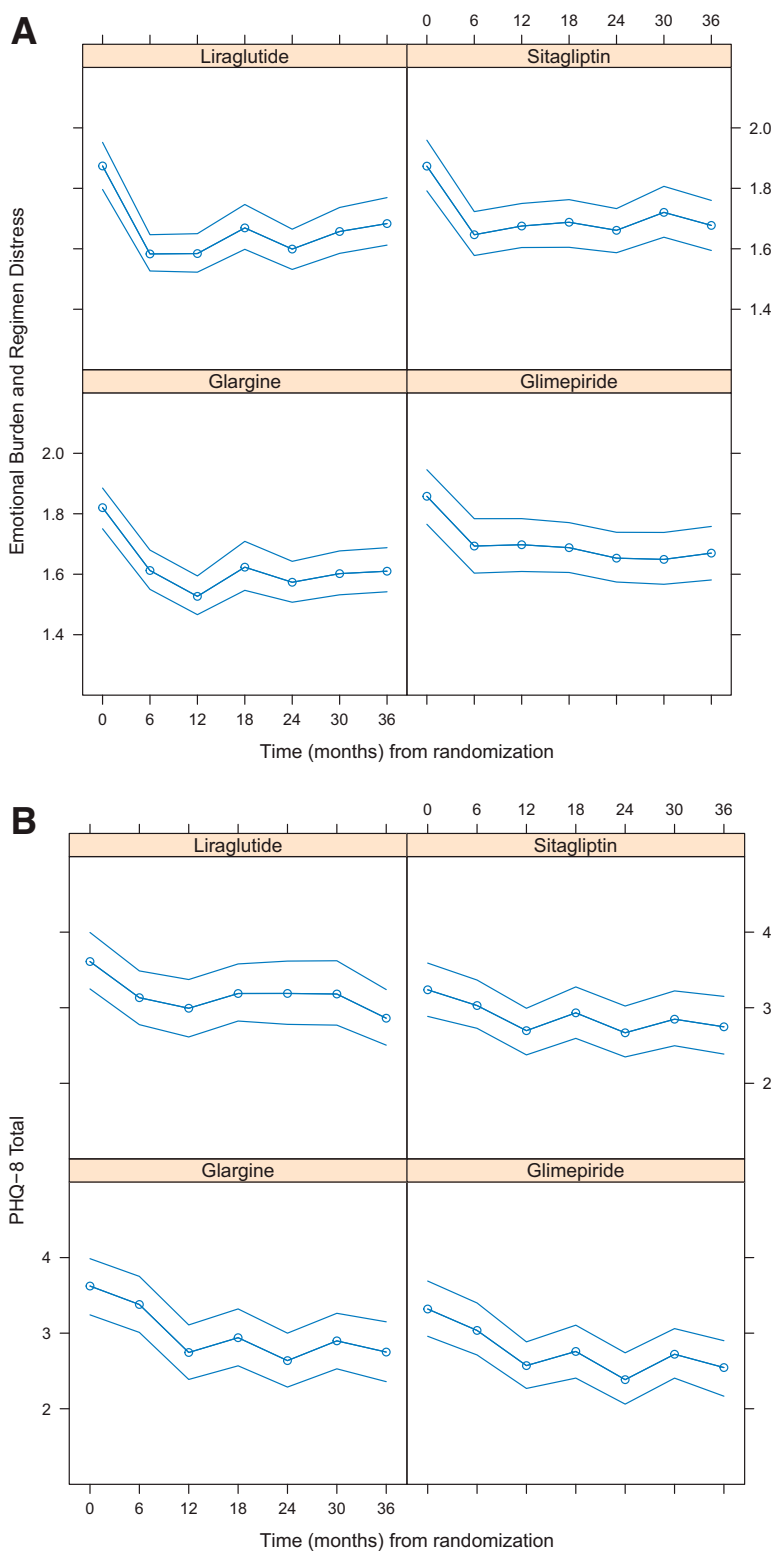 A
0 6 12 18 24 30 36
Liraglutide
Sitagliptin
2.0
1.8
1.6
1.4
Emotional Burden and Regimen Distress
Glargine
Glimepiride
2.0
1.8
1.6
1.4
0 6 12 18 24 30 36
Time (months) from randomization
B
0 6 12 18 24 30 36
Liraglutide
Sitagliptin
4
3
2
PHQ−8 Total
Glargine
Glimepiride
4
3
2
0 6 12 18 24 30 36
Time (months) from randomization